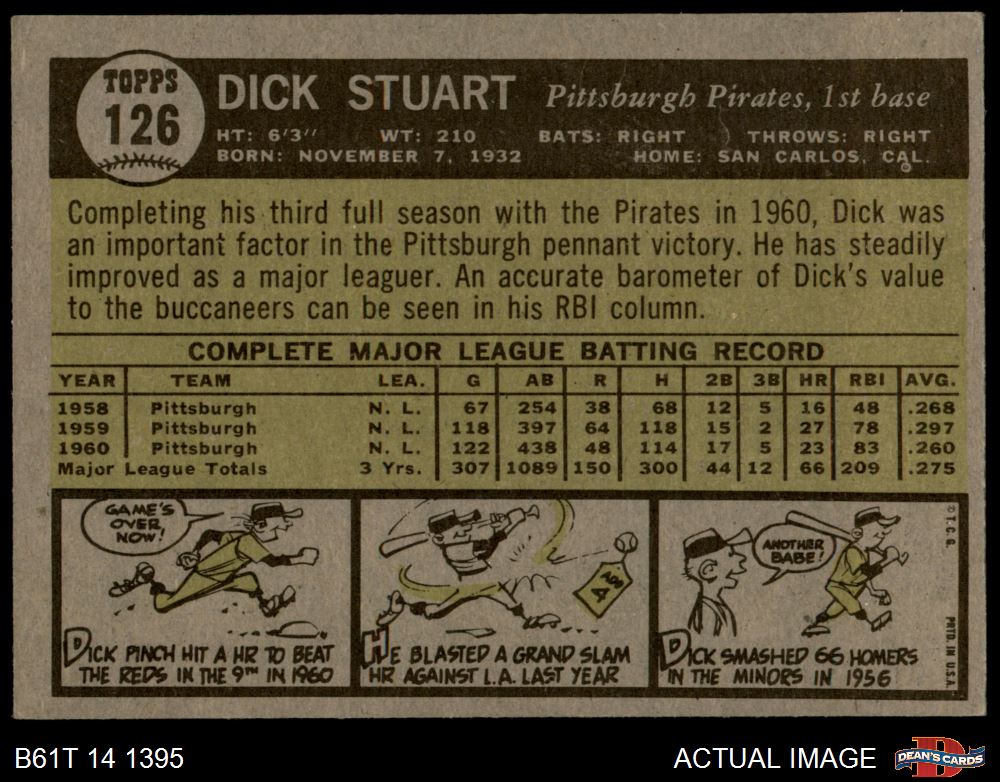 TOPPS
126
DICK STUART Pittsburgh Pirates, 1st base
HT: 6'3" WT: 210 BATS: RIGHT THROWS: RIGHT
BORN: NOVEMBER 7, 1932 HOME: SAN CARLOS, CAL.
Completing his third full season with the Pirates in 1960, Dick was
an important factor in the Pittsburgh pennant victory. He has steadily
improved as a major leaguer. An accurate barometer of Dick's value
to the buccaneers can be seen in his RBI column.
COMPLETE MAJOR LEAGUE BATTING RECORD
YEAR TEAM LEA. G AB R H 2B 3B HR RBI AVG.
1958 Pittsburgh N. L. 67 254 38 68 12 5 16 48 .268
1959 Pittsburgh N. L. 118 397 64 118 15 2 27 78 .297
1960 Pittsburgh N. L. 122 438 48 114 17 5 23 83 .260
Major League Totals 3 Yrs. 307 1089 150 300 44 12 66 209 .275
GAME'S
OVER
NOW!
DICK PINCH HIT A HR TO BEAT
THE REDS IN THE 9TH IN 1960
HE BLASTED A GRAND SLAM
HR AGAINST L.A. LAST YEAR
ANOTHER
BABE!
DICK SMASHED 66 HOMERS
IN THE MINORS IN 1956
© T. C. G. PRTD. IN U.S.A.
B61T 14 1395
ACTUAL IMAGE
D
DEAN'S CARDS